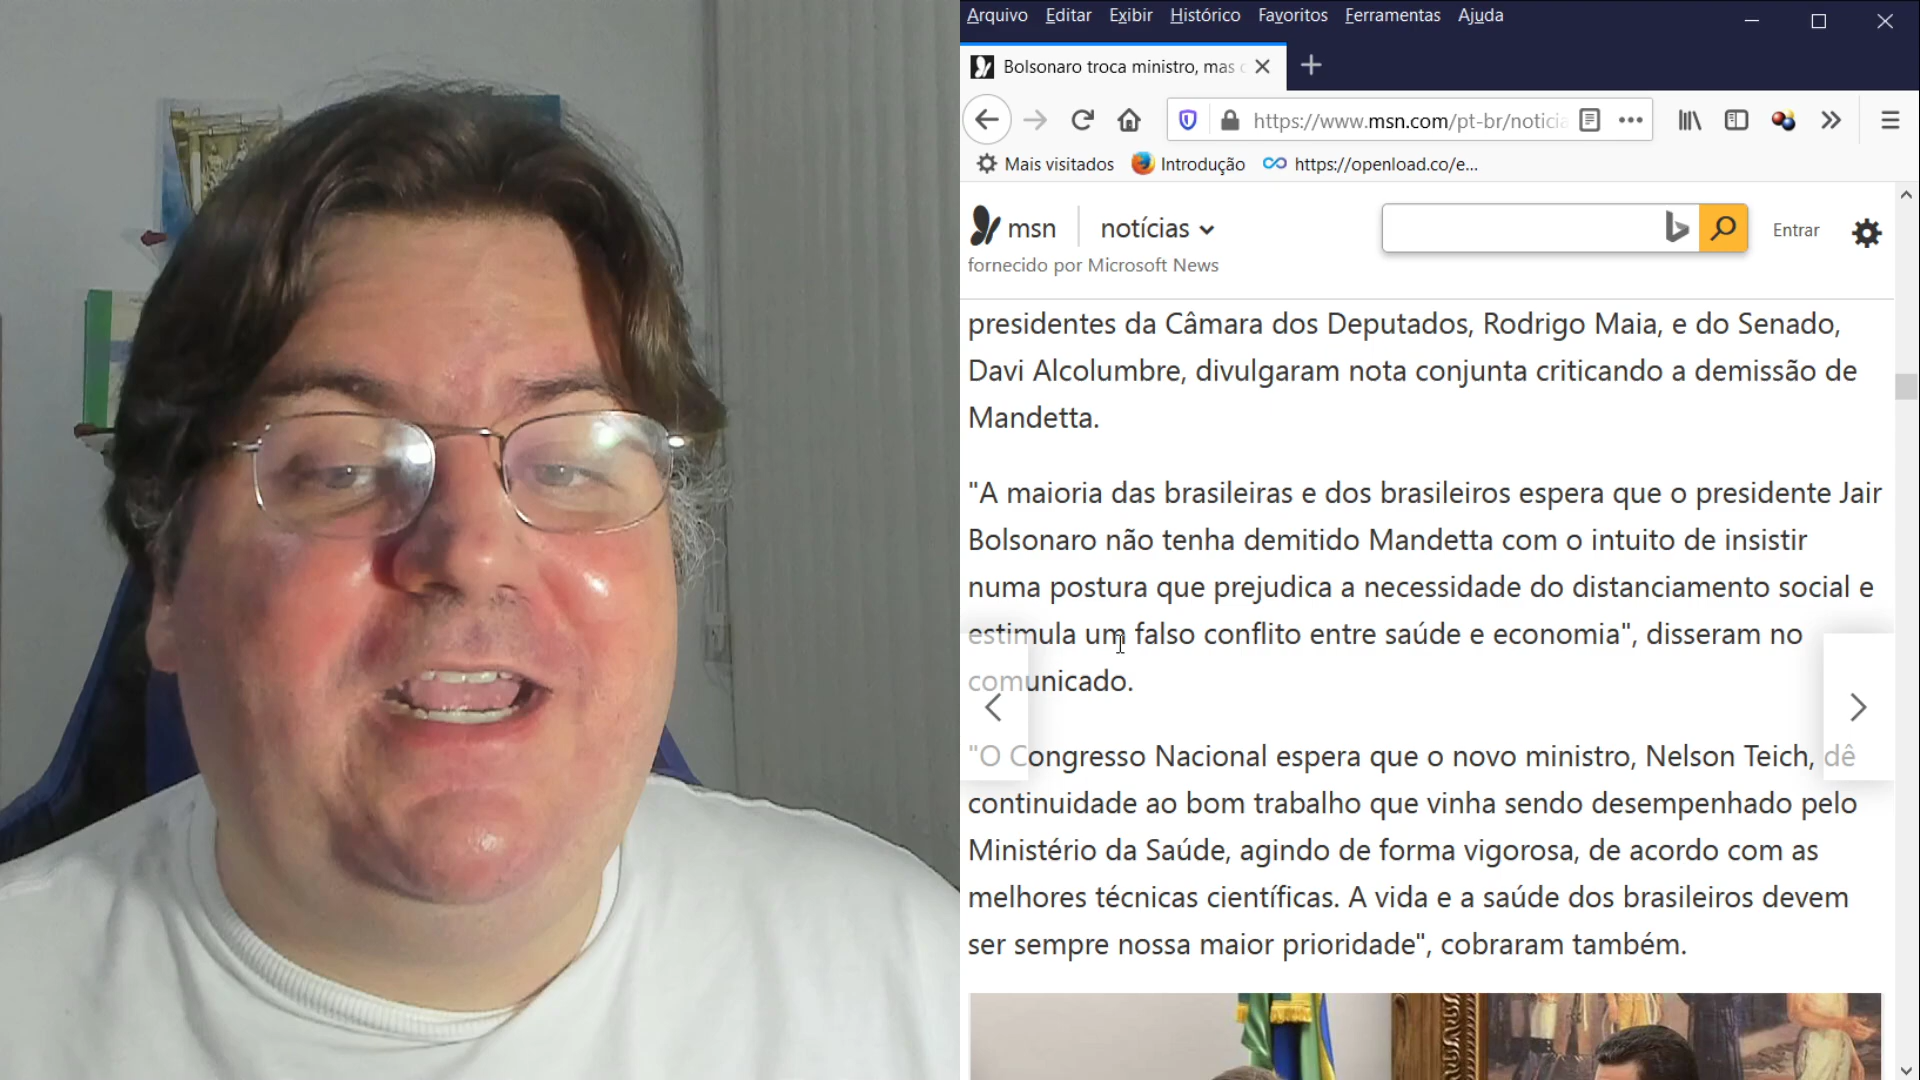 Arquivo Editar Exibir Histórico Favoritos Ferramentas Ajuda
Bolsonaro troca ministro, mas
https://www.msn.com/pt-br/noticia
Mais visitados Introdução https://openload.co/e...
msn notícias
Entrar
fornecido por Microsoft News
presidentes da Câmara dos Deputados, Rodrigo Maia, e do Senado,
Davi Alcolumbre, divulgaram nota conjunta criticando a demissão de
Mandetta.
"A maioria das brasileiras e dos brasileiros espera que o presidente Jair
Bolsonaro não tenha demitido Mandetta com o intuito de insistir
numa postura que prejudica a necessidade do distanciamento social e
estimula um falso conflito entre saúde e economia", disseram no
comunicado.
"O Congresso Nacional espera que o novo ministro, Nelson Teich, dê
continuidade ao bom trabalho que vinha sendo desempenhado pelo
Ministério da Saúde, agindo de forma vigorosa, de acordo com as
melhores técnicas científicas. A vida e a saúde dos brasileiros devem
ser sempre nossa maior prioridade", cobraram também.